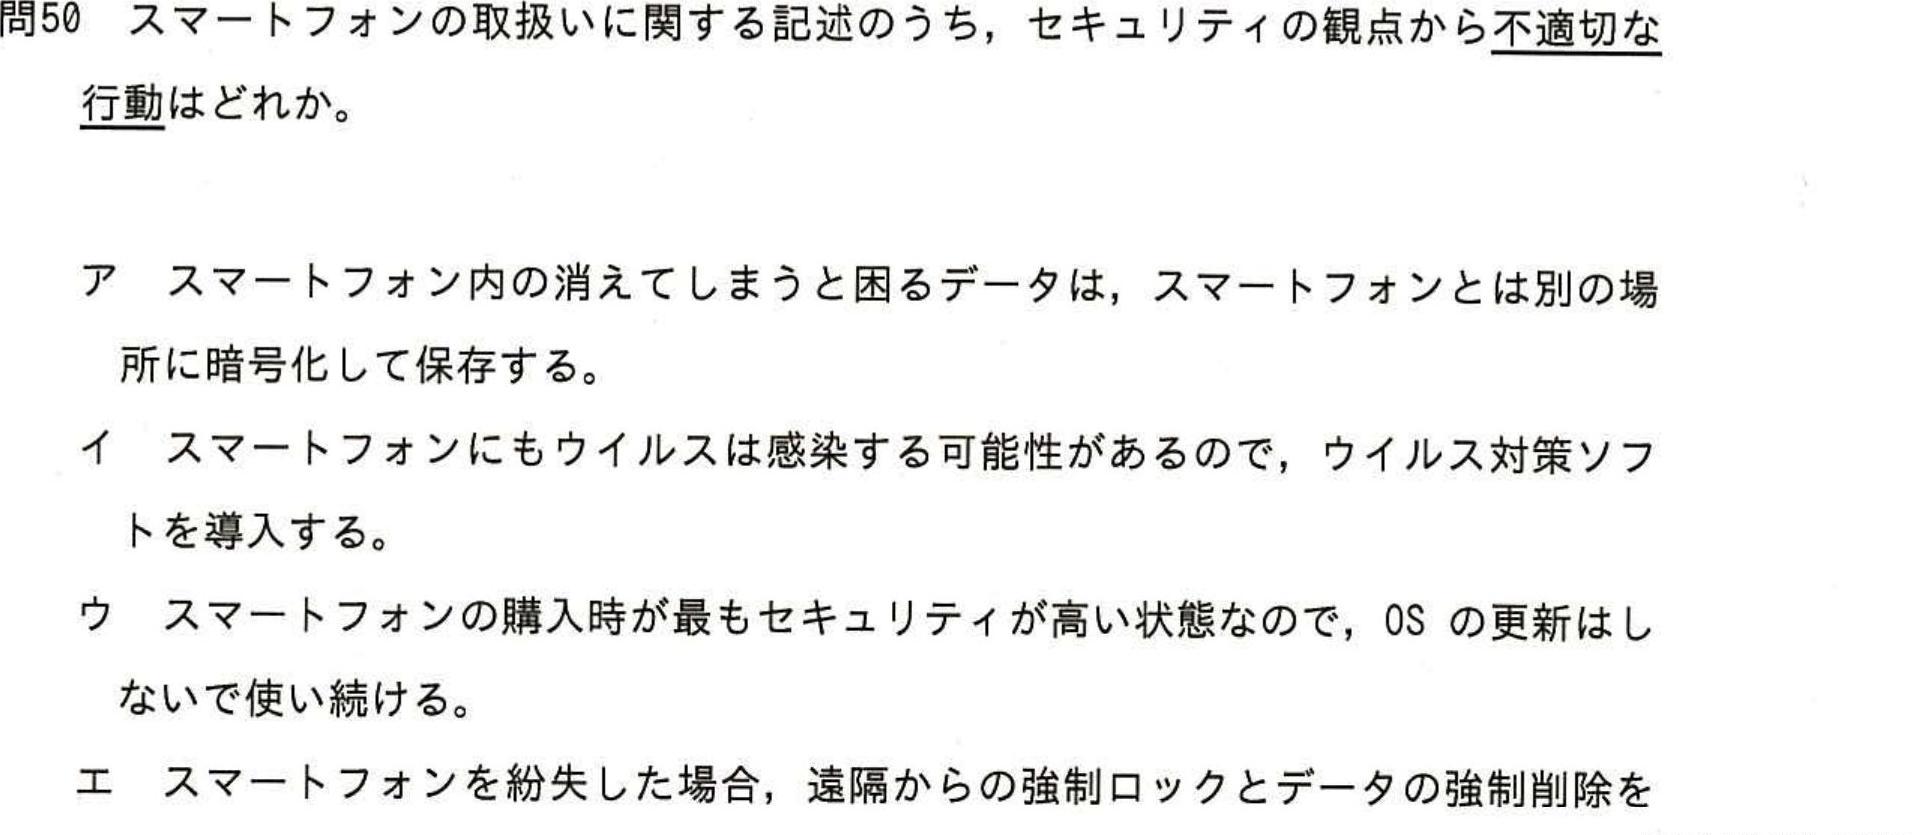 問50 スマートフォンの取扱いに関する記述のうち，セキュリティの観点から不適切な
行動はどれか。
ア スマートフォン内の消えてしまうと困るデータは，スマートフォンとは別の場
所に暗号化して保存する。
イ スマートフォンにもウイルスは感染する可能性があるので，ウイルス対策ソフ
トを導入する。
ウ スマートフォンの購入時が最もセキュリティが高い状態なので，OS の更新はし
ないで使い続ける。
エ スマートフォンを紛失した場合，遠隔からの強制ロックとデータの強制削除を